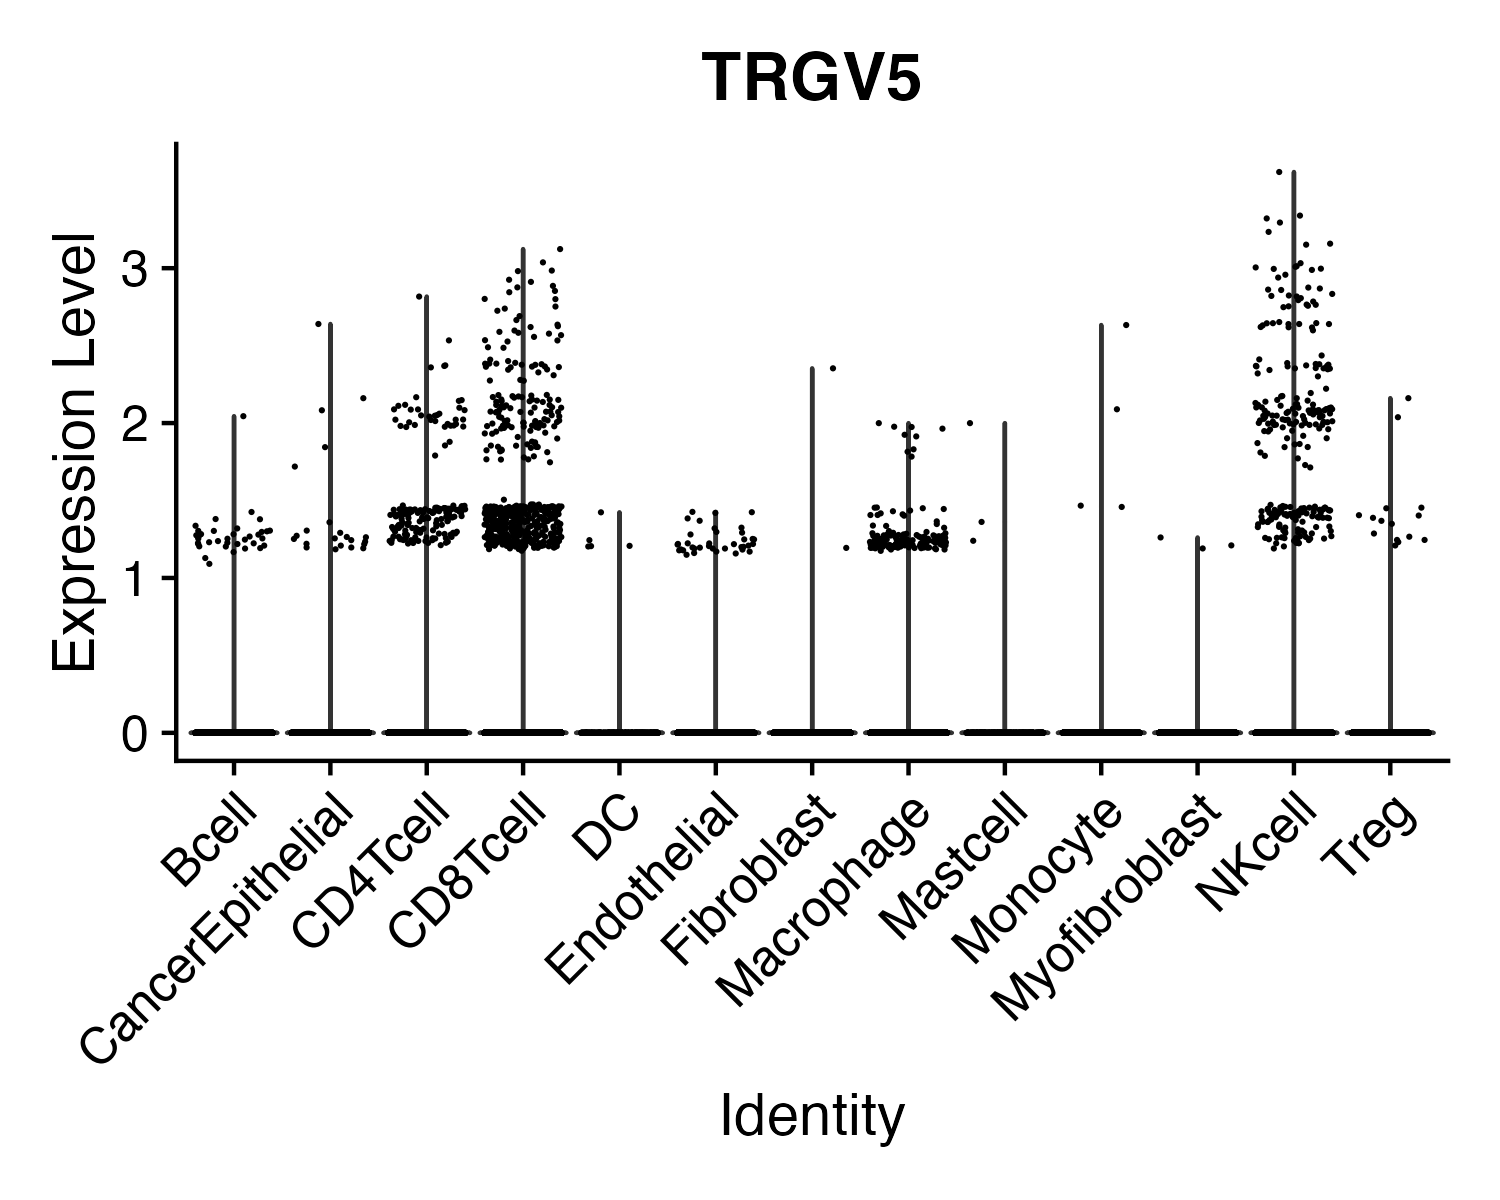 TRGV5
Expression Level
3
2
1
0
Bcell
CancerEpithelial
CD4Tcell
CD8Tcell
DC
Endothelial
Fibroblast
Macrophage
Mastcell
Monocyte
Myofibroblast
NKcell
Treg
Identity